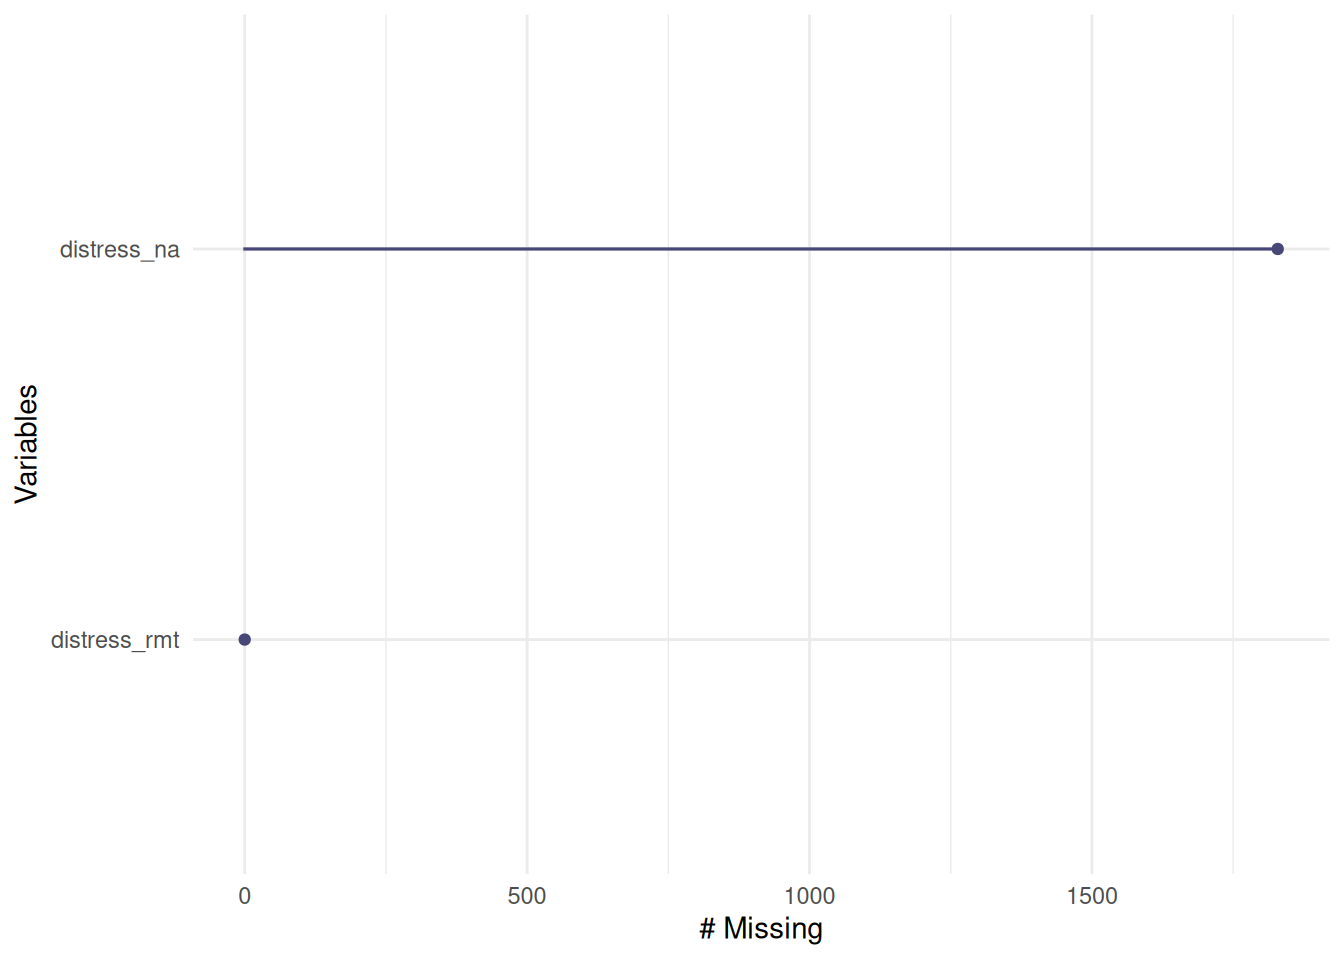 distress_na
Variables
distress_rmt
0 500 1000 1500
# Missing